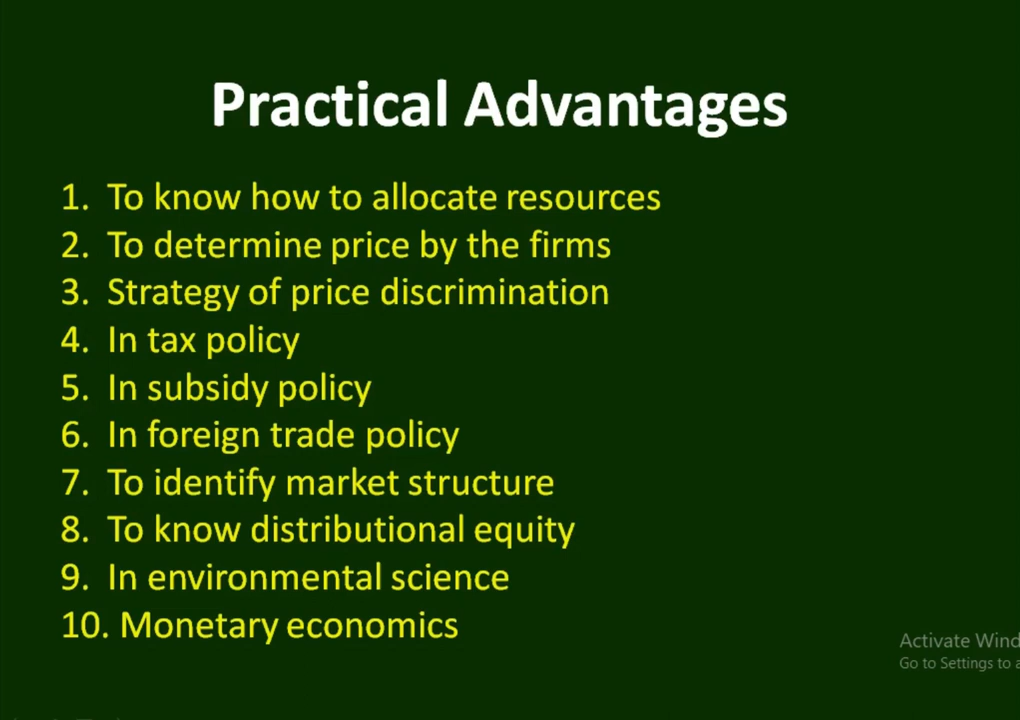 Practical Advantages
1. To know how to allocate resources
2. To determine price by the firms
3. Strategy of price discrimination
4. In tax policy
5. In subsidy policy
6. In foreign trade policy
7. To identify market structure
8. To know distributional equity
9. In environmental science
10. Monetary economics
Activate Wind
Go to Settings to a